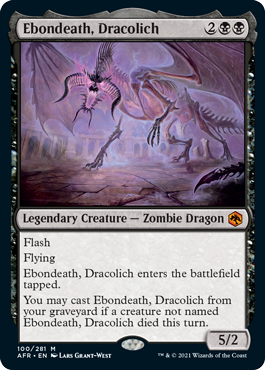 Ebondeath, Dracolich 2
Legendary Creature — Zombie Dragon
Flash
Flying
Ebondeath, Dracolich enters the battlefield
tapped.
You may cast Ebondeath, Dracolich from
your graveyard if a creature not named
Ebondeath, Dracolich died this turn.
5/2
100/281 M
AFR • EN LARS GRANT-WEST
™ & © 2021 Wizards of the Coast